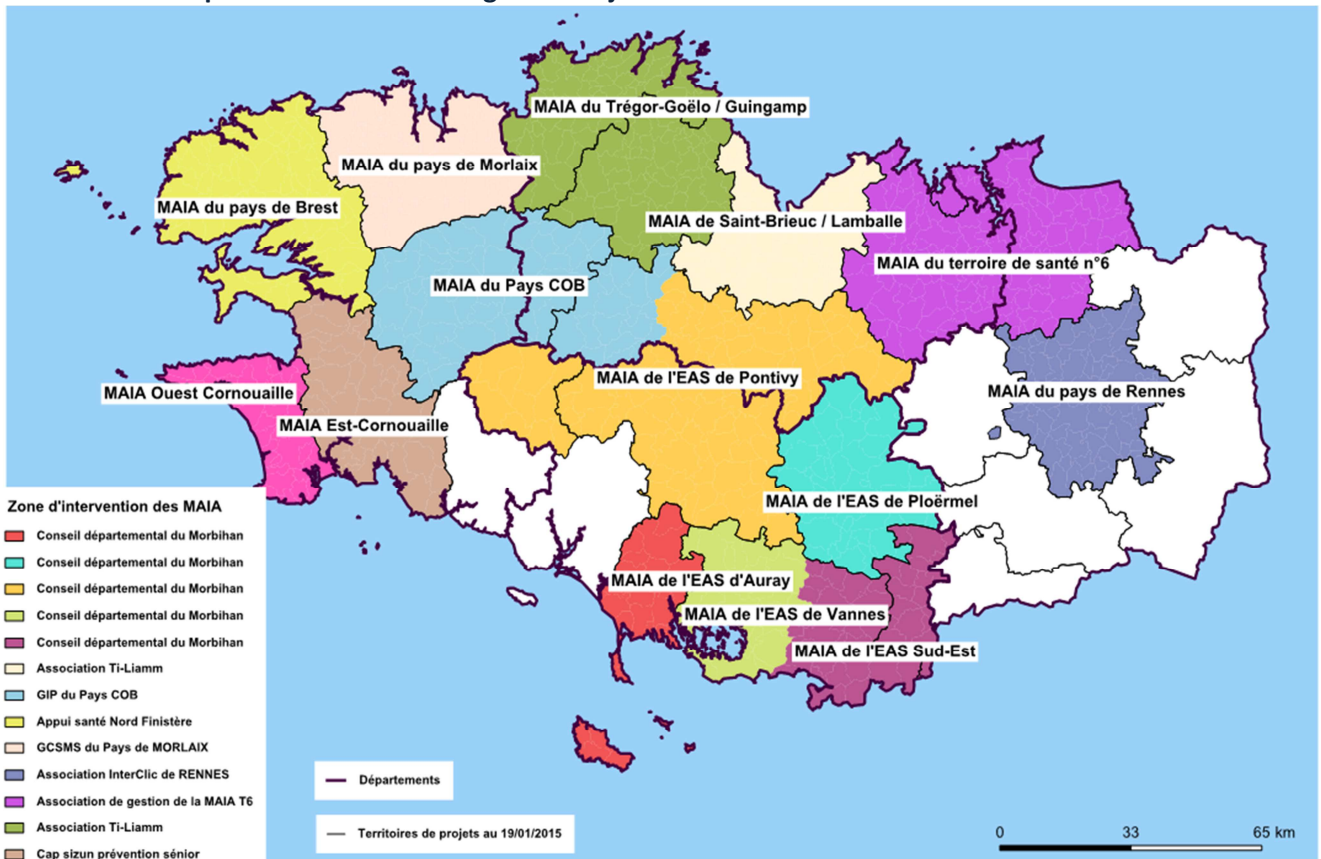 MAIA du Trégor-Goëlo / Guingamp
MAIA du pays de Morlaix
MAIA du pays de Brest
MAIA de Saint-Brieuc / Lamballe
MAIA du terroire de santé n°6
MAIA du Pays COB
MAIA de l'EAS de Pontivy
MAIA Ouest Cornouaille
MAIA du pays de Rennes
MAIA Est-Cornouaille
MAIA de l'EAS de Ploërmel
MAIA de l'EAS d'Auray
MAIA de l'EAS de Vannes
MAIA de l'EAS Sud-Est
Zone d'intervention des MAIA
Conseil départemental du Morbihan
Conseil départemental du Morbihan
Conseil départemental du Morbihan
Conseil départemental du Morbihan
Conseil départemental du Morbihan
Association Ti-Liamm
GIP du Pays COB
Appui santé Nord Finistère
GCSMS du Pays de MORLAIX
Association InterClic de RENNES
Association de gestion de la MAIA T6
Association Ti-Liamm
Cap sizun prévention sénior
Départements
Territoires de projets au 19/01/2015
0 33 65 km